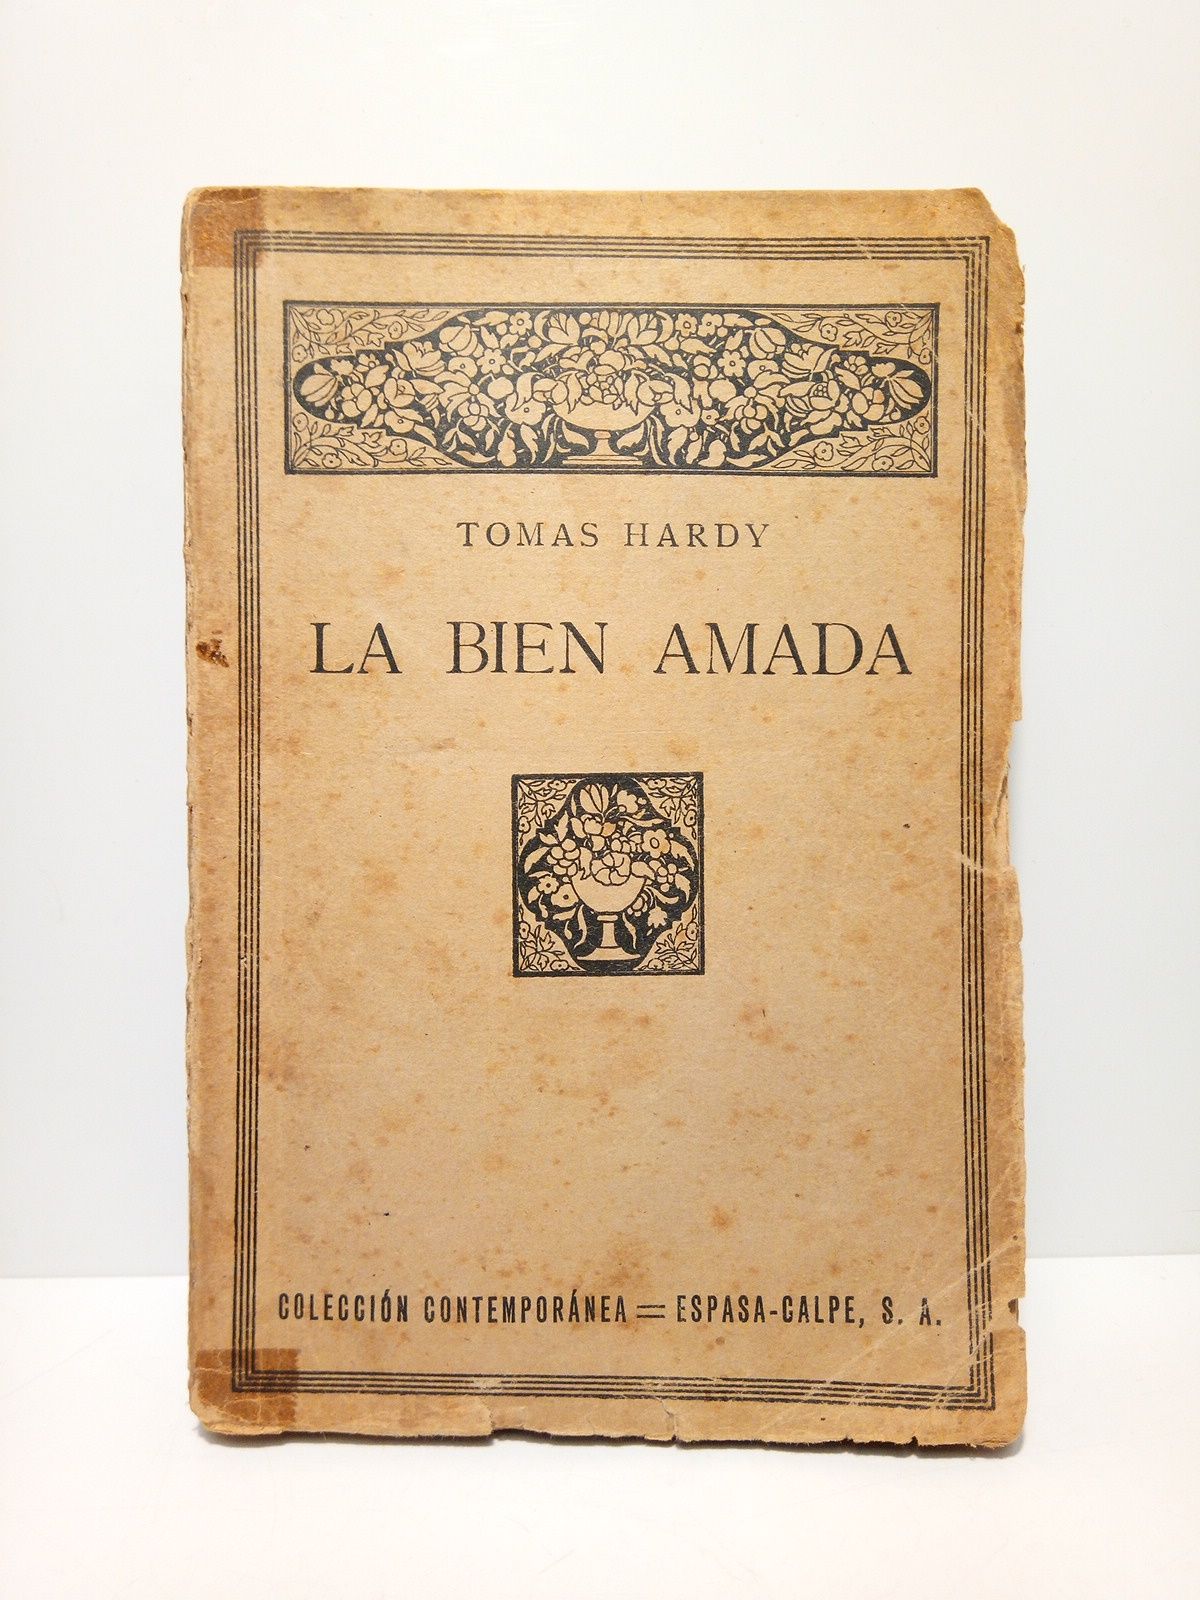 TOMAS HARDY
LA BIEN AMADA
COLECCIÓN CONTEMPORÁNEA = ESPASA-CALPE, S. A.